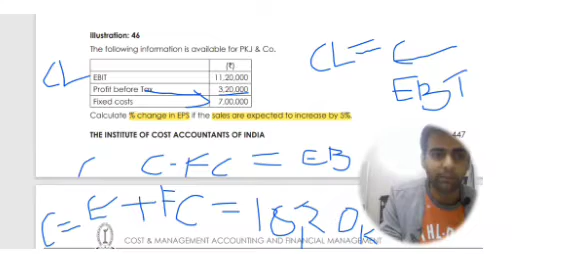 Illustration: 46
The following information is available for PKJ & Co.
(₹)
EBIT 11,20,000
Profit before Tax 3,20,000
Fixed costs 7,00,000
Calculate % change in EPS if the sales are expected to increase by 5%.
THE INSTITUTE OF COST ACCOUNTANTS OF INDIA
447
CL
CL = C
EBT
C - FC = EB
C = E + FC = 1820k
COST & MANAGEMENT ACCOUNTING AND FINANCIAL MANAGEMENT